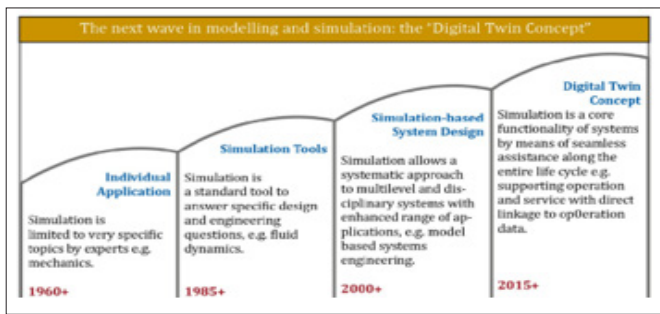 The next wave in modelling and simulation: the "Digital Twin Concept"
Individual
Application
Simulation is
limited to very specific
topics by experts e.g.
mechanics.
1960+
Simulation Tools
Simulation is
a standard tool to
answer specific design
and engineering
questions, e.g. fluid
dynamics.
1985+
Simulation-based
System Design
Simulation allows a
systematic approach
to multilevel and dis-
ciplinary systems with
enhanced range of ap-
plications, e.g. model
based systems
engineering.
2000+
Digital Twin
Concept
Simulation is a core
functionality of systems
by means of seamless
assistance along the
entire life cycle e.g.
supporting operation
and service with direct
linkage to op0eration
data.
2015+